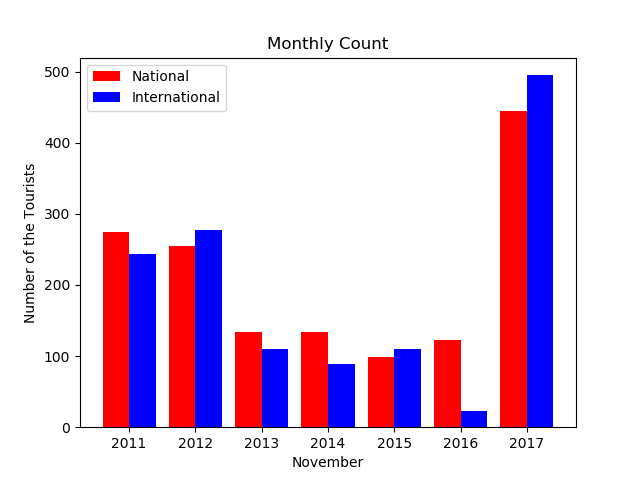 Monthly Count
National
International
Number of the Tourists
500
400
300
200
100
0
2011 2012 2013 2014 2015 2016 2017
November